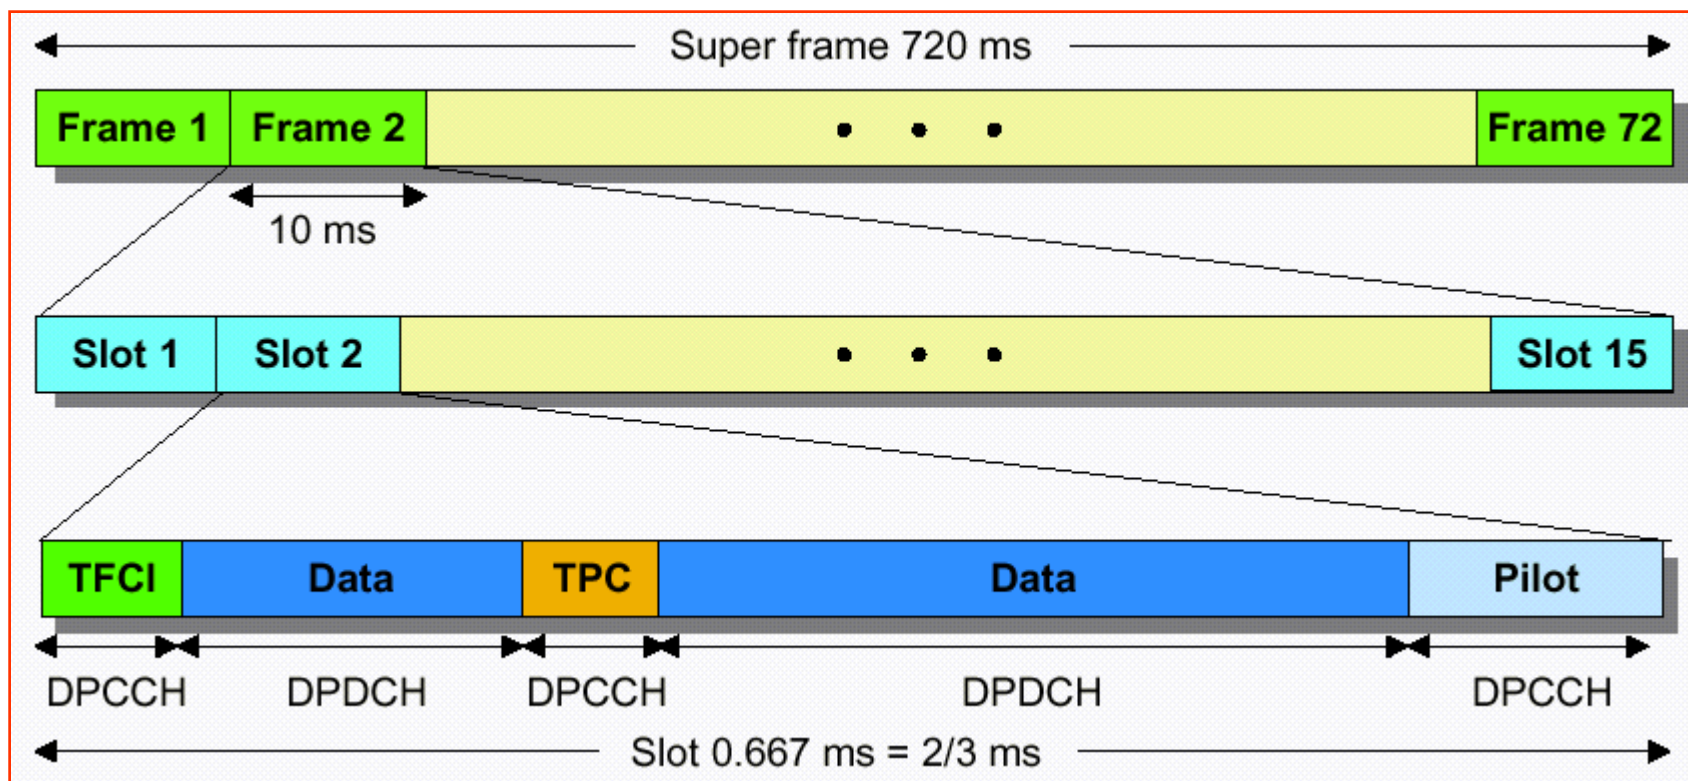 Super frame 720 ms
Frame 1 Frame 2 • • • Frame 72
10 ms
Slot 1 Slot 2 • • • Slot 15
TFCI Data TPC Data Pilot
DPCCH DPDCH DPCCH DPDCH DPCCH
Slot 0.667 ms = 2/3 ms